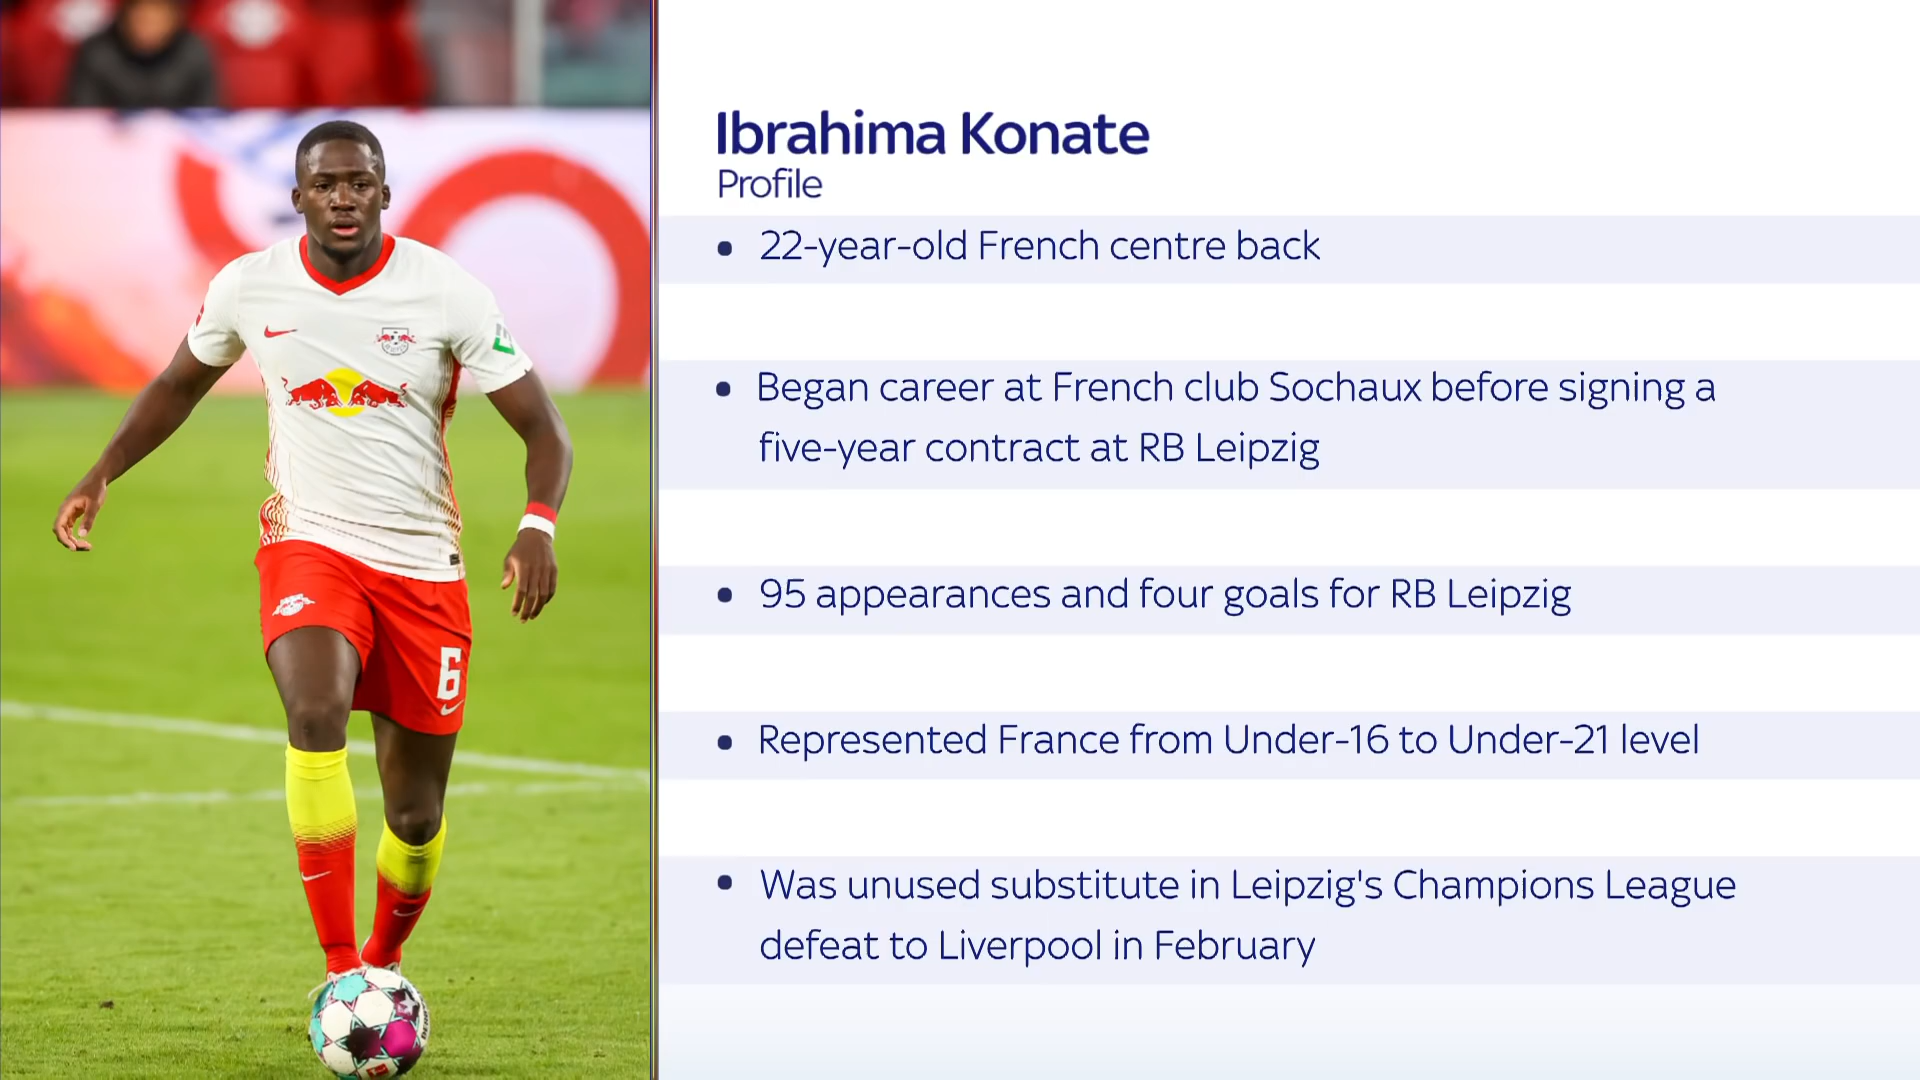 Ibrahima Konate
Profile
• 22-year-old French centre back
• Began career at French club Sochaux before signing a
five-year contract at RB Leipzig
• 95 appearances and four goals for RB Leipzig
• Represented France from Under-16 to Under-21 level
• Was unused substitute in Leipzig's Champions League
defeat to Liverpool in February
6